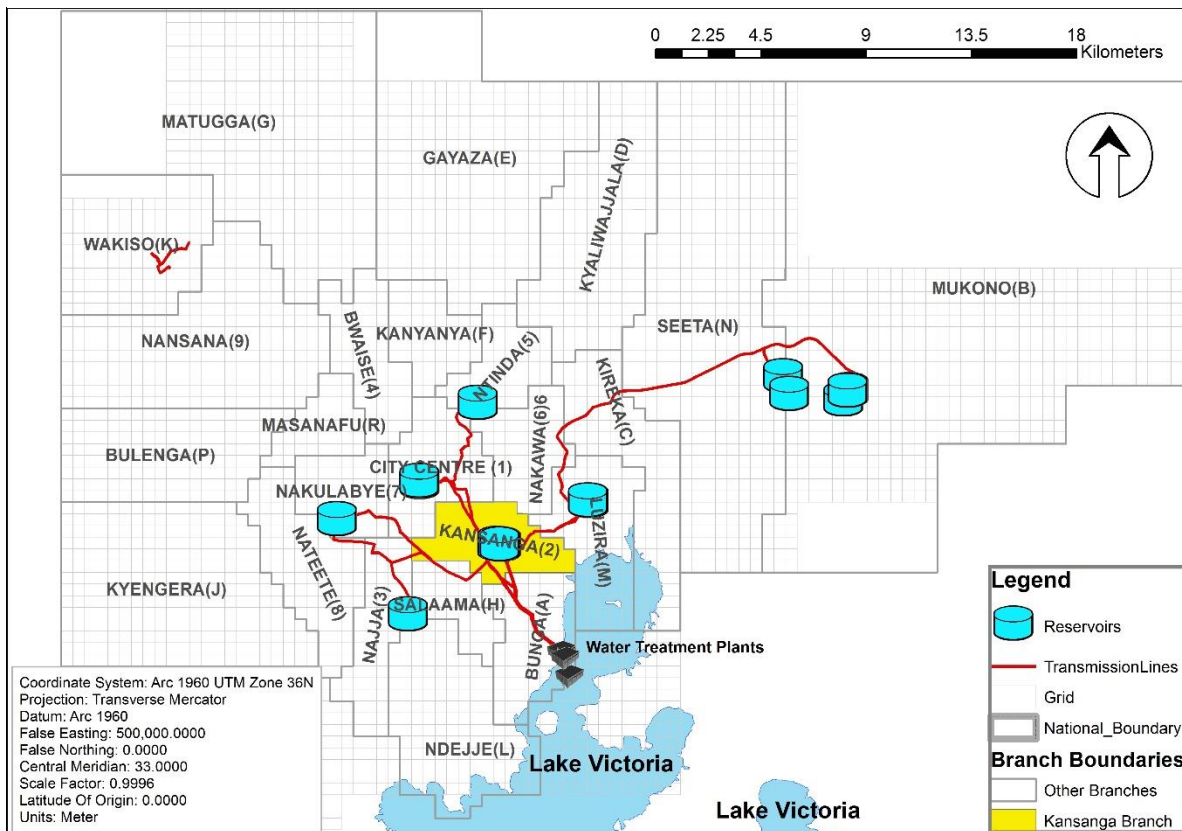 0 2.25 4.5 9 13.5 18
Kilometers
MATUGGA(G)
GAYAZA(E)
KYALIWAJJALA(D)
WAKISO(K)
MUKONO(B)
NANSANA(9)
BWAISE(4)
KANYANYA(F)
NTINDA(5)
SEETA(N)
KIREKA(C)
MASANAFU(R)
NAKAWA(6)6
BULENGA(P)
CITY CENTRE (1)
NAKULABYE(7)
KANSANGA(2)
LUZIRA(M)
NATEETE(8)
KYENGERA(J)
NAJJA(3)
SALAAMA(H)
BUNGA(A)
Water Treatment Plants
NDEJJE(L)
Lake Victoria
Lake Victoria
Coordinate System: Arc 1960 UTM Zone 36N
Projection: Transverse Mercator
Datum: Arc 1960
False Easting: 500,000.0000
False Northing: 0.0000
Central Meridian: 33.0000
Scale Factor: 0.9996
Latitude Of Origin: 0.0000
Units: Meter
Legend
Reservoirs
TransmissionLines
Grid
National_Boundary
Branch Boundaries
Other Branches
Kansanga Branch